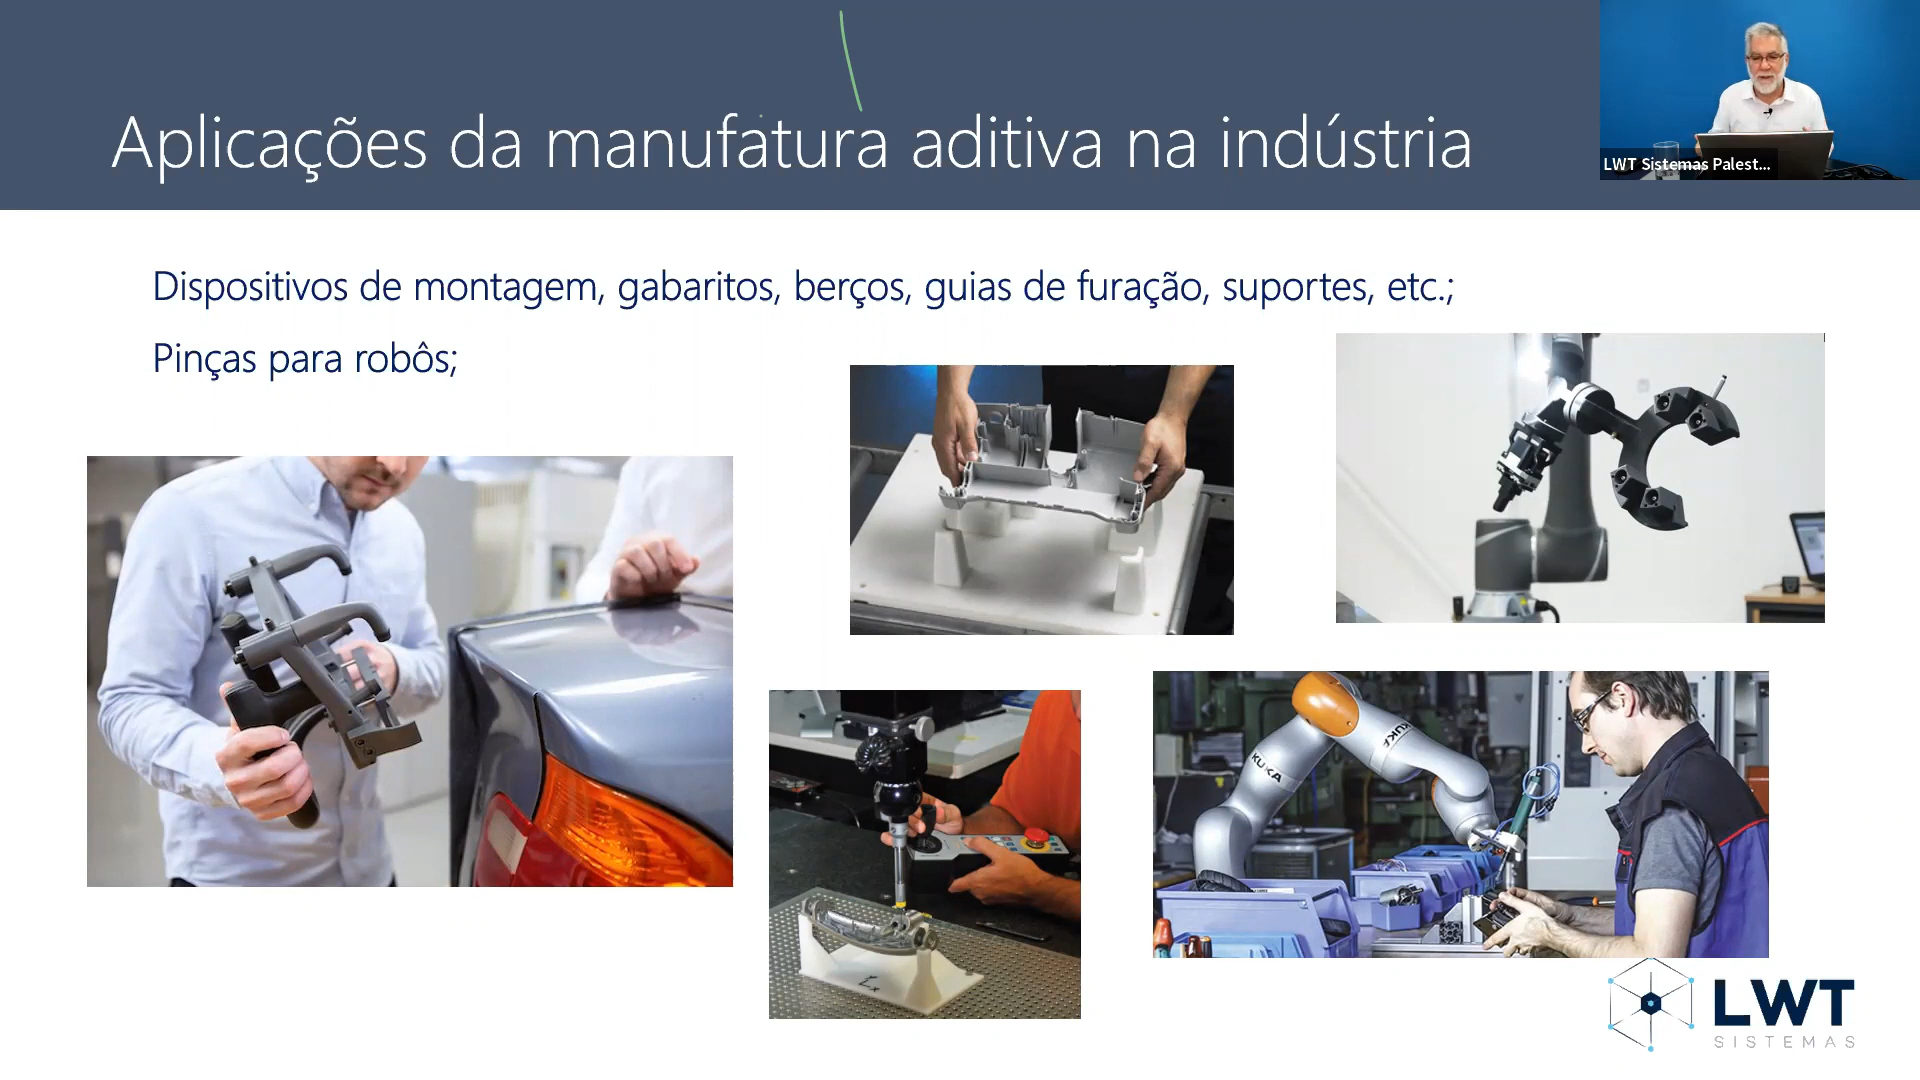 Aplicações da manufatura aditiva na indústria
LWT Sistemas Palest...
Dispositivos de montagem, gabaritos, berços, guias de furação, suportes, etc.;
Pinças para robôs;
KUKA
KUKA
LWT
SISTEMAS